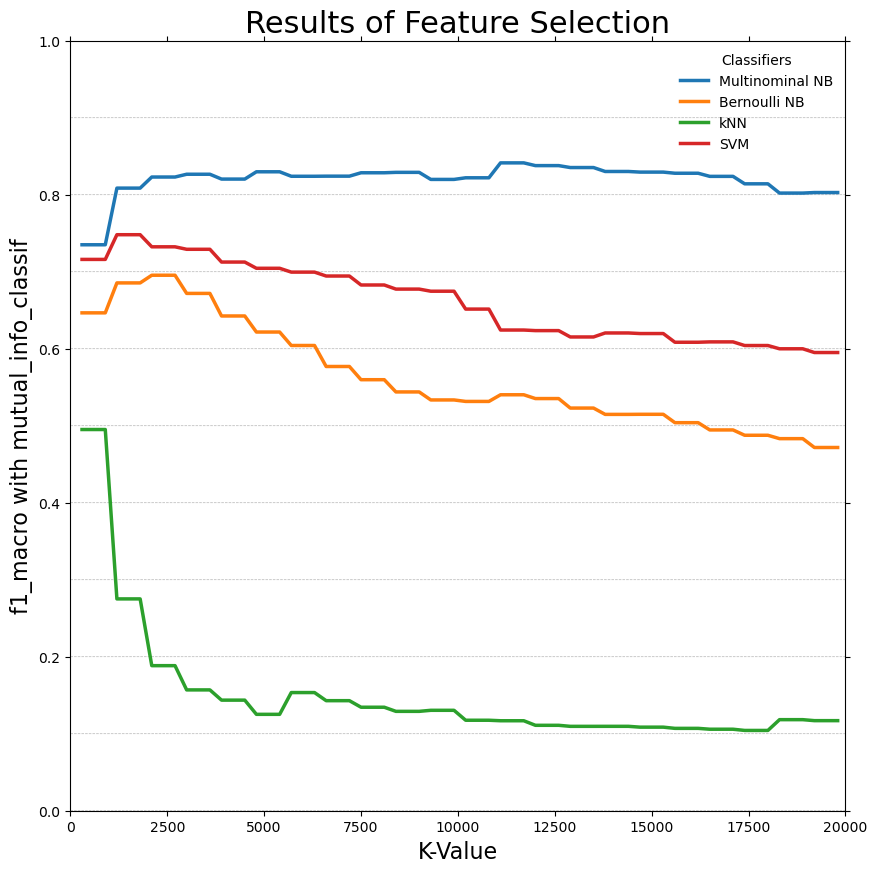 Results of Feature Selection
Classifiers
Multinominal NB
Bernoulli NB
kNN
SVM
f1_macro with mutual_info_classif
1.0
0.8
0.6
0.4
0.2
0.0
0 2500 5000 7500 10000 12500 15000 17500 20000
K-Value